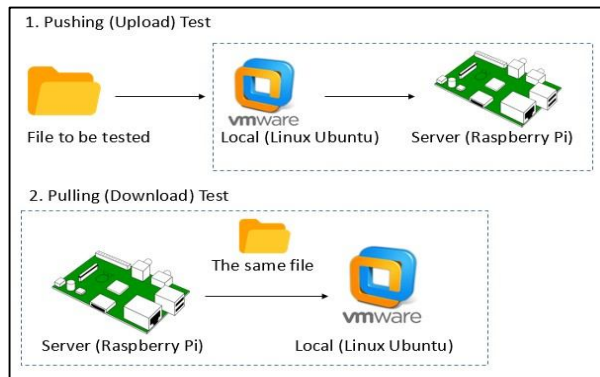 1. Pushing (Upload) Test
File to be tested
vmware
Local (Linux Ubuntu)
Server (Raspberry Pi)
2. Pulling (Download) Test
The same file
vmware
Server (Raspberry Pi)
Local (Linux Ubuntu)